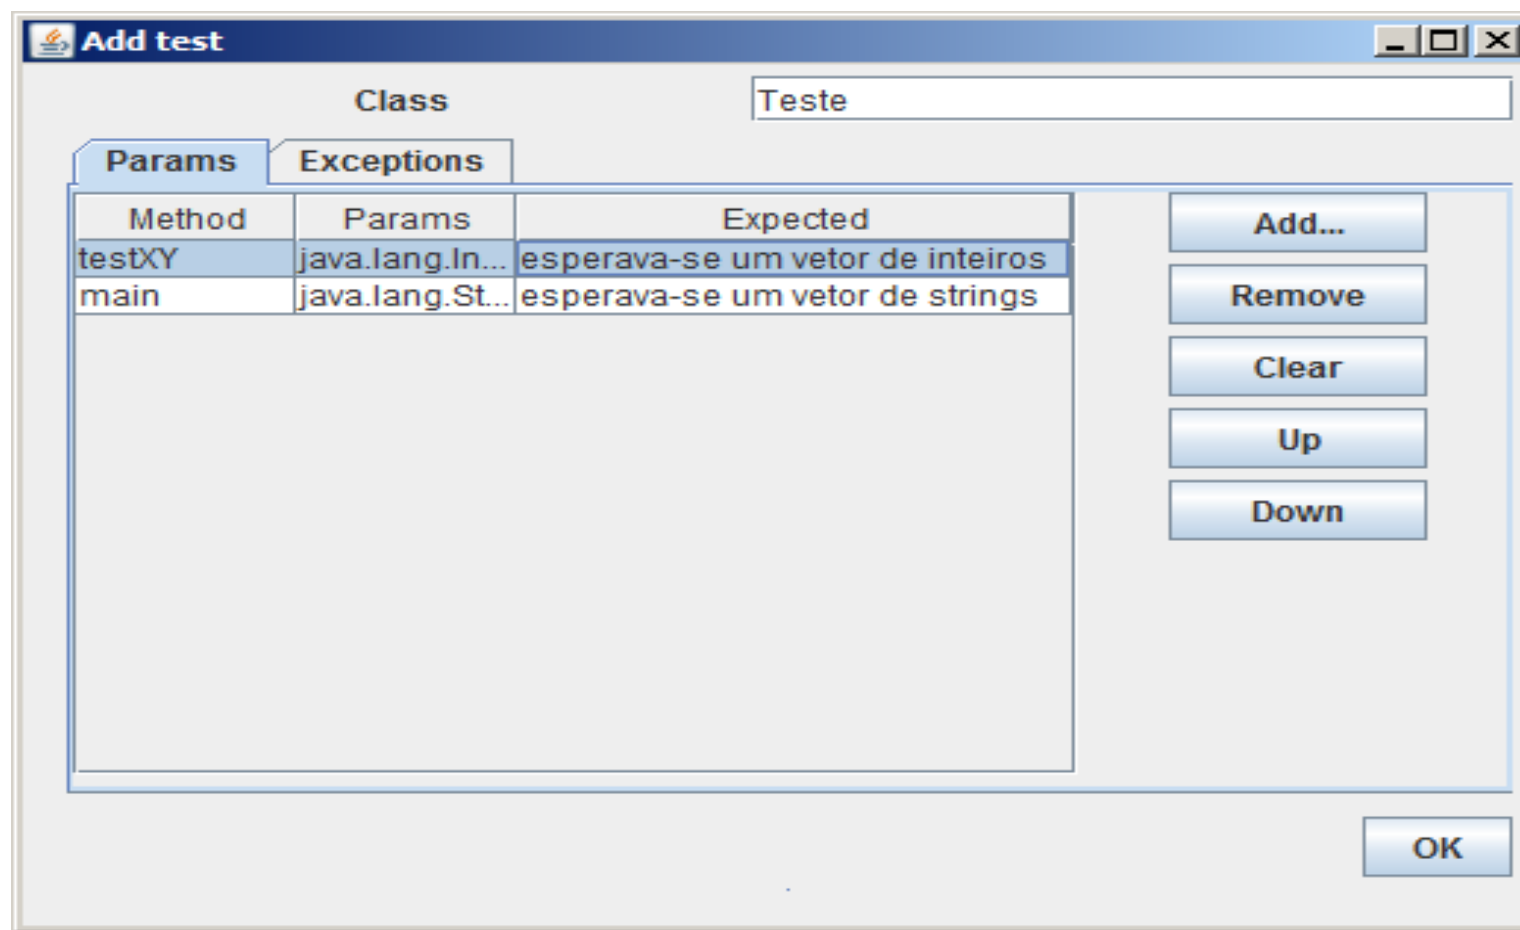 Add test
Class Teste
Params Exceptions
Method Params Expected
testXY java.lang.In... esperava-se um vetor de inteiros
main java.lang.St... esperava-se um vetor de strings
Add...
Remove
Clear
Up
Down
OK